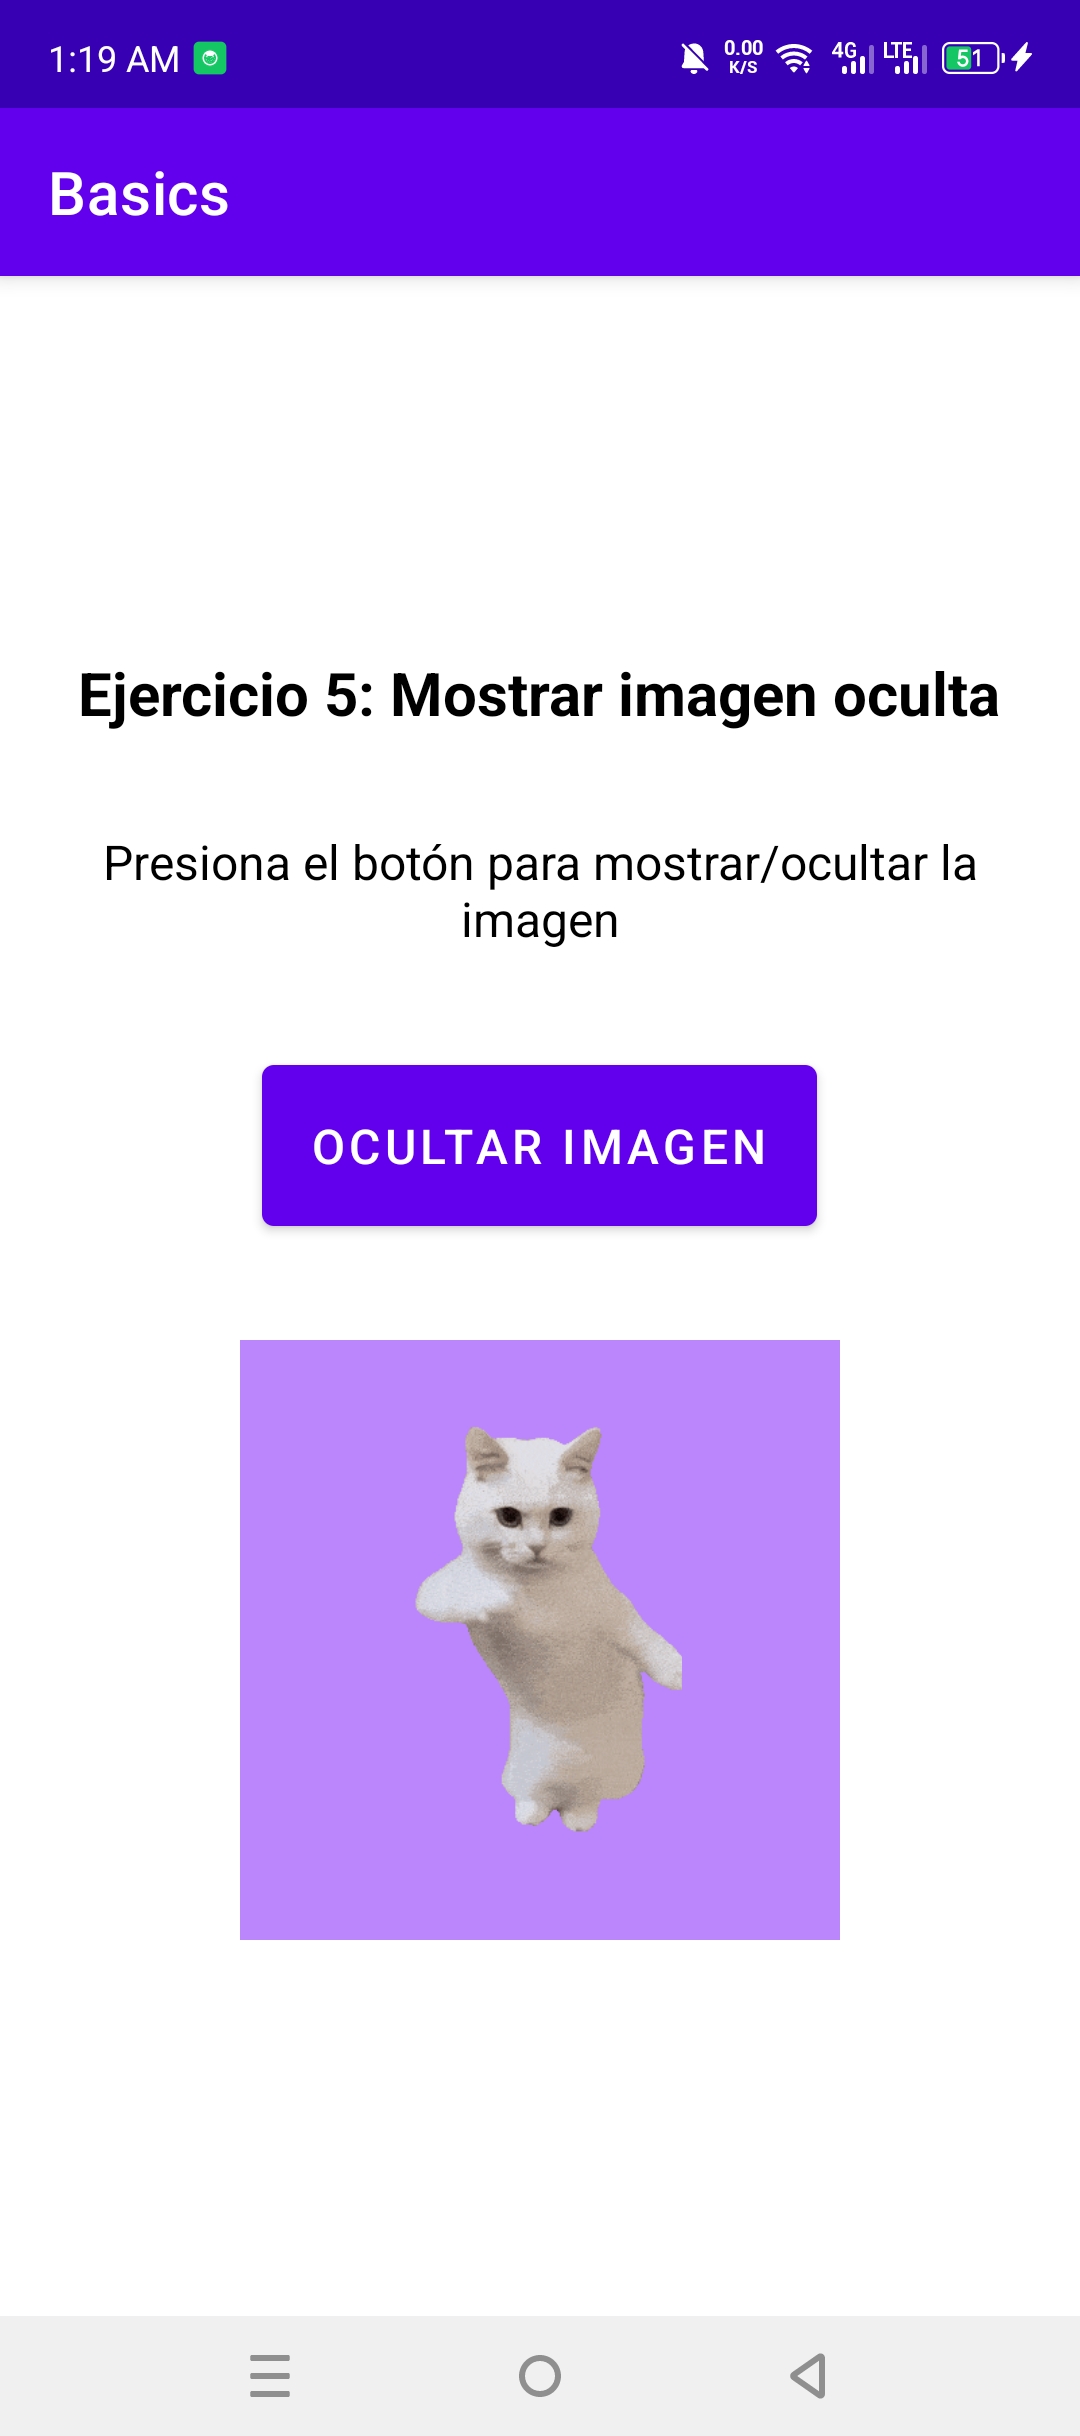 1:19 AM
0.00
K/S
4G
LTE
51
Basics
Ejercicio 5: Mostrar imagen oculta
Presiona el botón para mostrar/ocultar la
imagen
OCULTAR IMAGEN